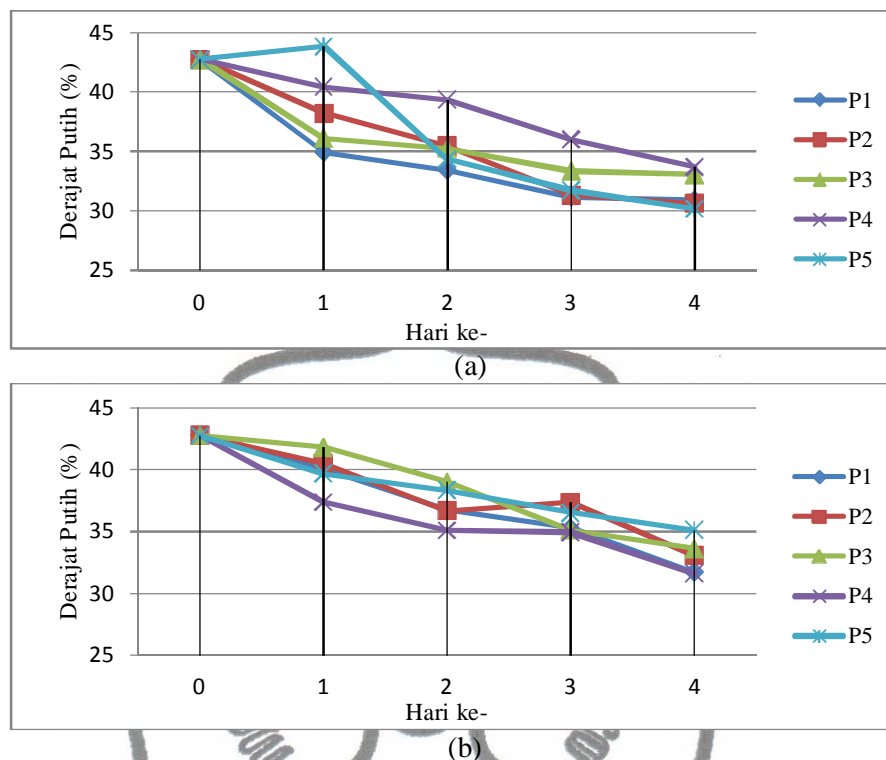 45
40
35
30
25
Derajat Putih (%)
0 1 2 3 4
Hari ke-
P1
P2
P3
P4
P5
(a)
45
40
35
30
25
Derajat Putih (%)
0 1 2 3 4
Hari ke-
P1
P2
P3
P4
P5
(b)